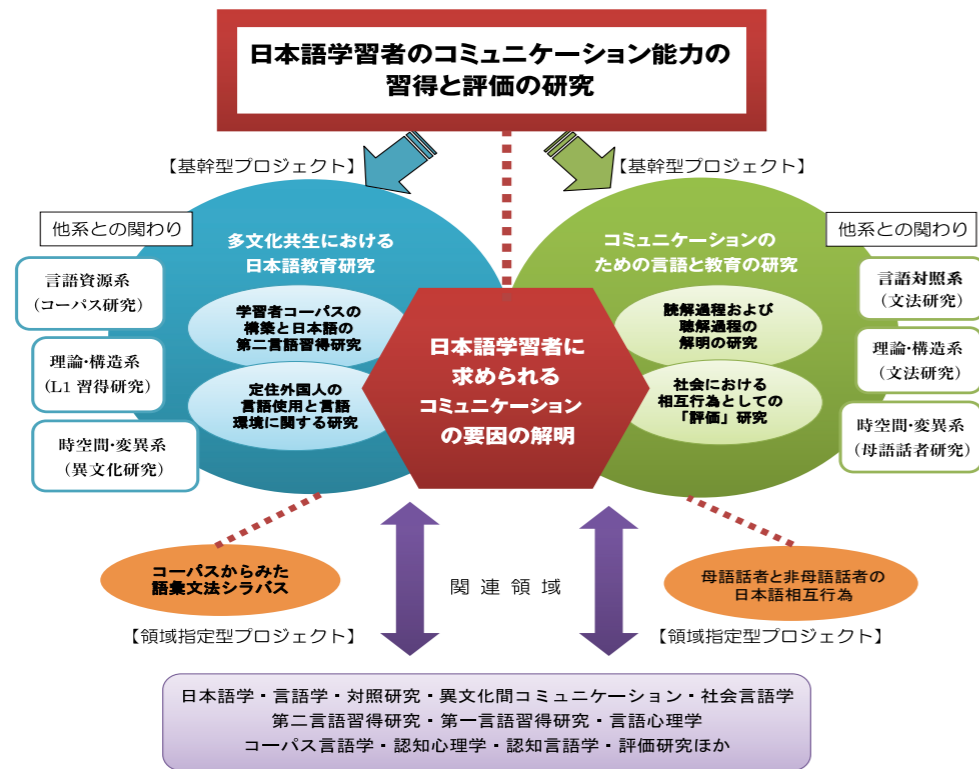 日本語学習者のコミュニケーション能力の
習得と評価の研究
【基幹型プロジェクト】
【基幹型プロジェクト】
他系との関わり
言語資源系
(コーパス研究)
理論・構造系
(L1 習得研究)
時空間・変異系
(異文化研究)
多文化共生における
日本語教育研究
学習者コーパスの
構築と日本語の
第二言語習得研究
定住外国人の
言語使用と言語
環境に関する研究
日本語学習者に
求められる
コミュニケーション
の要因の解明
コミュニケーションの
ための言語と教育の研究
読解過程および
聴解過程の
解明の研究
社会における
相互行為としての
「評価」研究
他系との関わり
言語対照系
(文法研究)
理論・構造系
(文法研究)
時空間・変異系
(母語話者研究)
コーパスからみた
語彙文法シラバス
【領域指定型プロジェクト】
関連領域
母語話者と非母語話者の
日本語相互行為
【領域指定型プロジェクト】
日本語学・言語学・対照研究・異文化間コミュニケーション・社会言語学
第二言語習得研究・第一言語習得研究・言語心理学
コーパス言語学・認知心理学・認知言語学・評価研究ほか